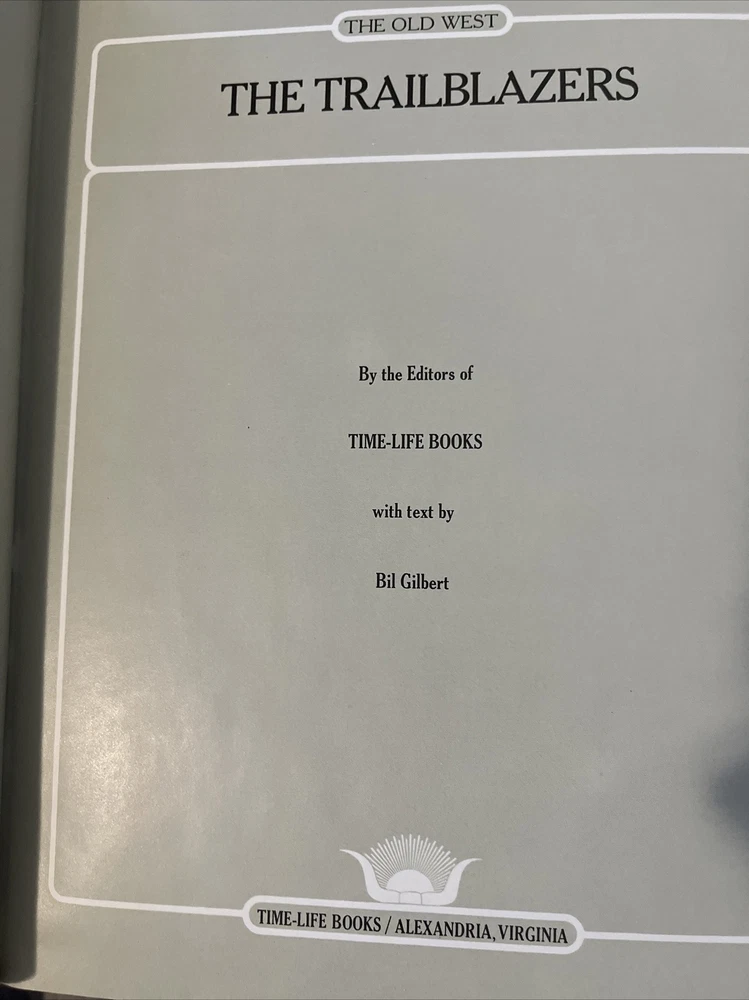 THE OLD WEST
THE TRAILBLAZERS
By the Editors of
TIME-LIFE BOOKS
with text by
Bil Gilbert
TIME-LIFE BOOKS / ALEXANDRIA, VIRGINIA